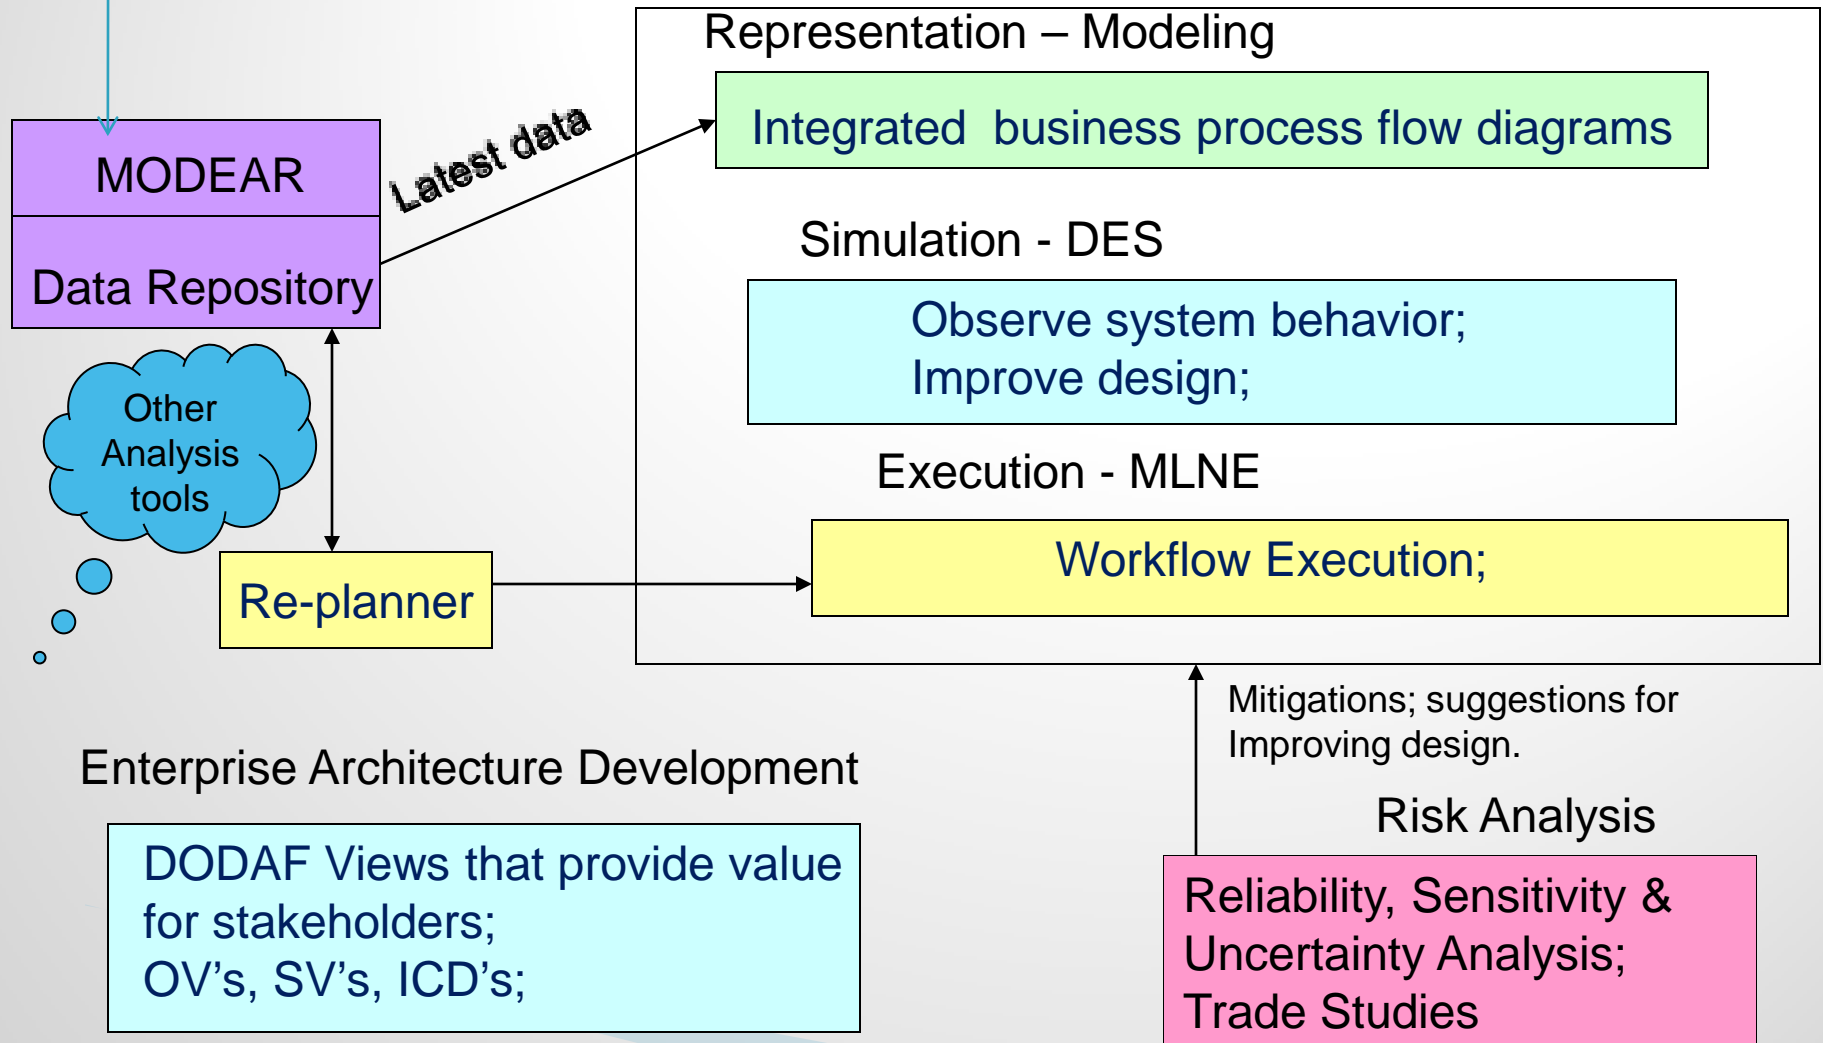 Representation – Modeling
Integrated business process flow diagrams
MODEAR
Data Repository
Latest data
Simulation - DES
Observe system behavior;
Improve design;
Other
Analysis
tools
Execution - MLNE
Workflow Execution;
Re-planner
Mitigations; suggestions for
Improving design.
Enterprise Architecture Development
DODAF Views that provide value
for stakeholders;
OV’s, SV’s, ICD’s;
Risk Analysis
Reliability, Sensitivity &
Uncertainty Analysis;
Trade Studies